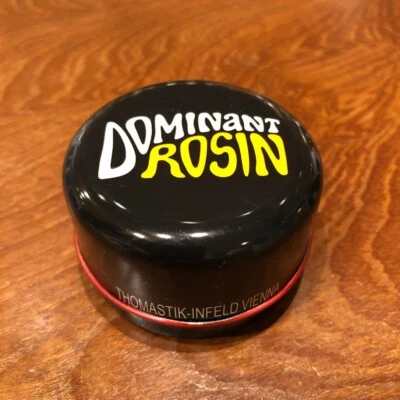 DOMINANT
ROSIN
THOMASTIK-INFELD VIENNA